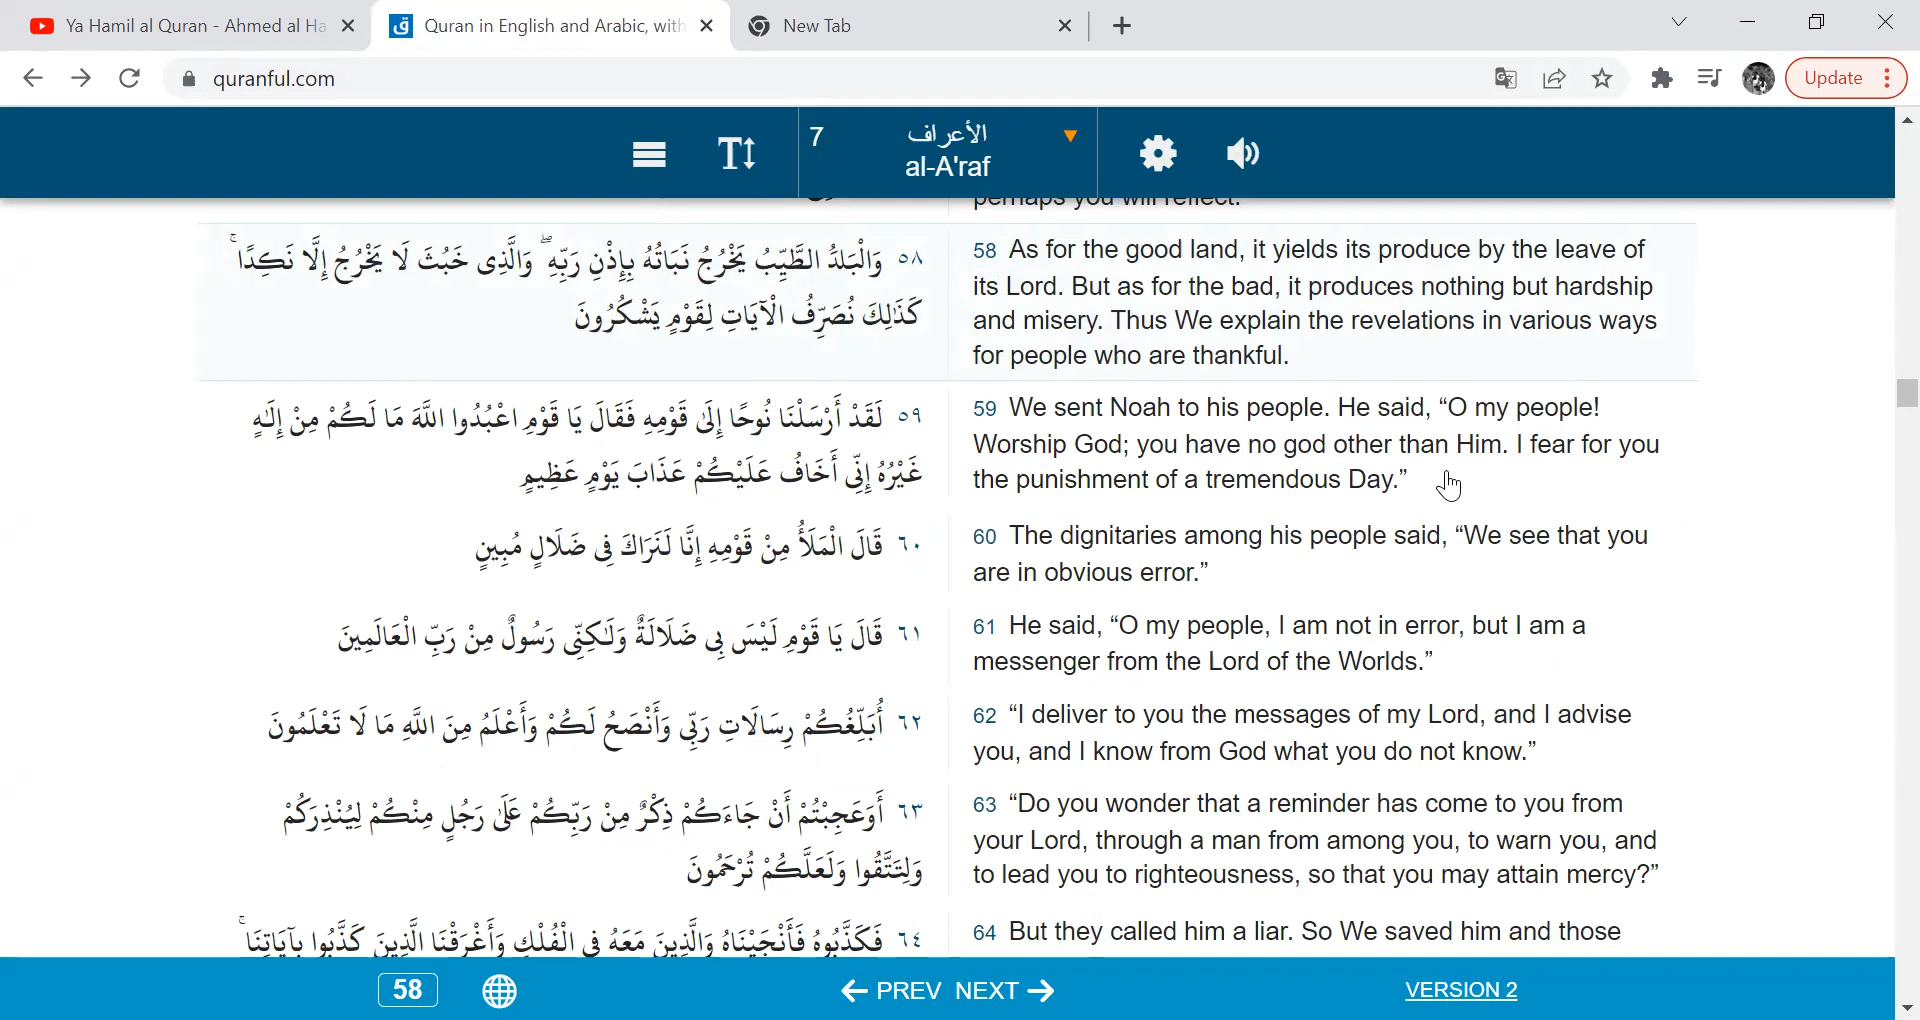 Ya Hamil al Quran - Ahmed al Ha
Quran in English and Arabic, with
New Tab
quranful.com
Update
7
الأعراف
al-A'raf
perhaps you will reflect.
٥٨ وَالْبَلَدُ الطَّيِّبُ يَخْرُجُ نَبَاتُهُ بِإِذْنِ رَبِّهِ ۖ وَالَّذِي خَبُثَ لَا يَخْرُجُ إِلَّا نَكِدًا ۚ
كَذَٰلِكَ نُصَرِّفُ الْآيَاتِ لِقَوْمٍ يَشْكُرُونَ
58 As for the good land, it yields its produce by the leave of
its Lord. But as for the bad, it produces nothing but hardship
and misery. Thus We explain the revelations in various ways
for people who are thankful.
٥٩ لَقَدْ أَرْسَلْنَا نُوحًا إِلَىٰ قَوْمِهِ فَقَالَ يَا قَوْمِ اعْبُدُوا اللَّهَ مَا لَكُمْ مِنْ إِلَٰهٍ
غَيْرُهُ إِنِّي أَخَافُ عَلَيْكُمْ عَذَابَ يَوْمٍ عَظِيمٍ
59 We sent Noah to his people. He said, “O my people!
Worship God; you have no god other than Him. I fear for you
the punishment of a tremendous Day.”
٦٠ قَالَ الْمَلَأُ مِنْ قَوْمِهِ إِنَّا لَنَرَاكَ فِي ضَلَالٍ مُبِينٍ
60 The dignitaries among his people said, “We see that you
are in obvious error.”
٦١ قَالَ يَا قَوْمِ لَيْسَ بِي ضَلَالَةٌ وَلَٰكِنِّي رَسُولٌ مِنْ رَبِّ الْعَالَمِينَ
61 He said, “O my people, I am not in error, but I am a
messenger from the Lord of the Worlds.”
٦٢ أُبَلِّغُكُمْ رِسَالَاتِ رَبِّي وَأَنْصَحُ لَكُمْ وَأَعْلَمُ مِنَ اللَّهِ مَا لَا تَعْلَمُونَ
62 “I deliver to you the messages of my Lord, and I advise
you, and I know from God what you do not know.”
٦٣ أَوَعَجِبْتُمْ أَنْ جَاءَكُمْ ذِكْرٌ مِنْ رَبِّكُمْ عَلَىٰ رَجُلٍ مِنْكُمْ لِيُنْذِرَكُمْ
وَلِتَتَّقُوا وَلَعَلَّكُمْ تُرْحَمُونَ
63 “Do you wonder that a reminder has come to you from
your Lord, through a man from among you, to warn you, and
to lead you to righteousness, so that you may attain mercy?”
٦٤ فَكَذَّبُوهُ فَأَنْجَيْنَاهُ وَالَّذِينَ مَعَهُ فِي الْفُلْكِ وَأَغْرَقْنَا الَّذِينَ كَذَّبُوا بِآيَاتِنَا ۚ
64 But they called him a liar. So We saved him and those
58
PREV NEXT
VERSION 2